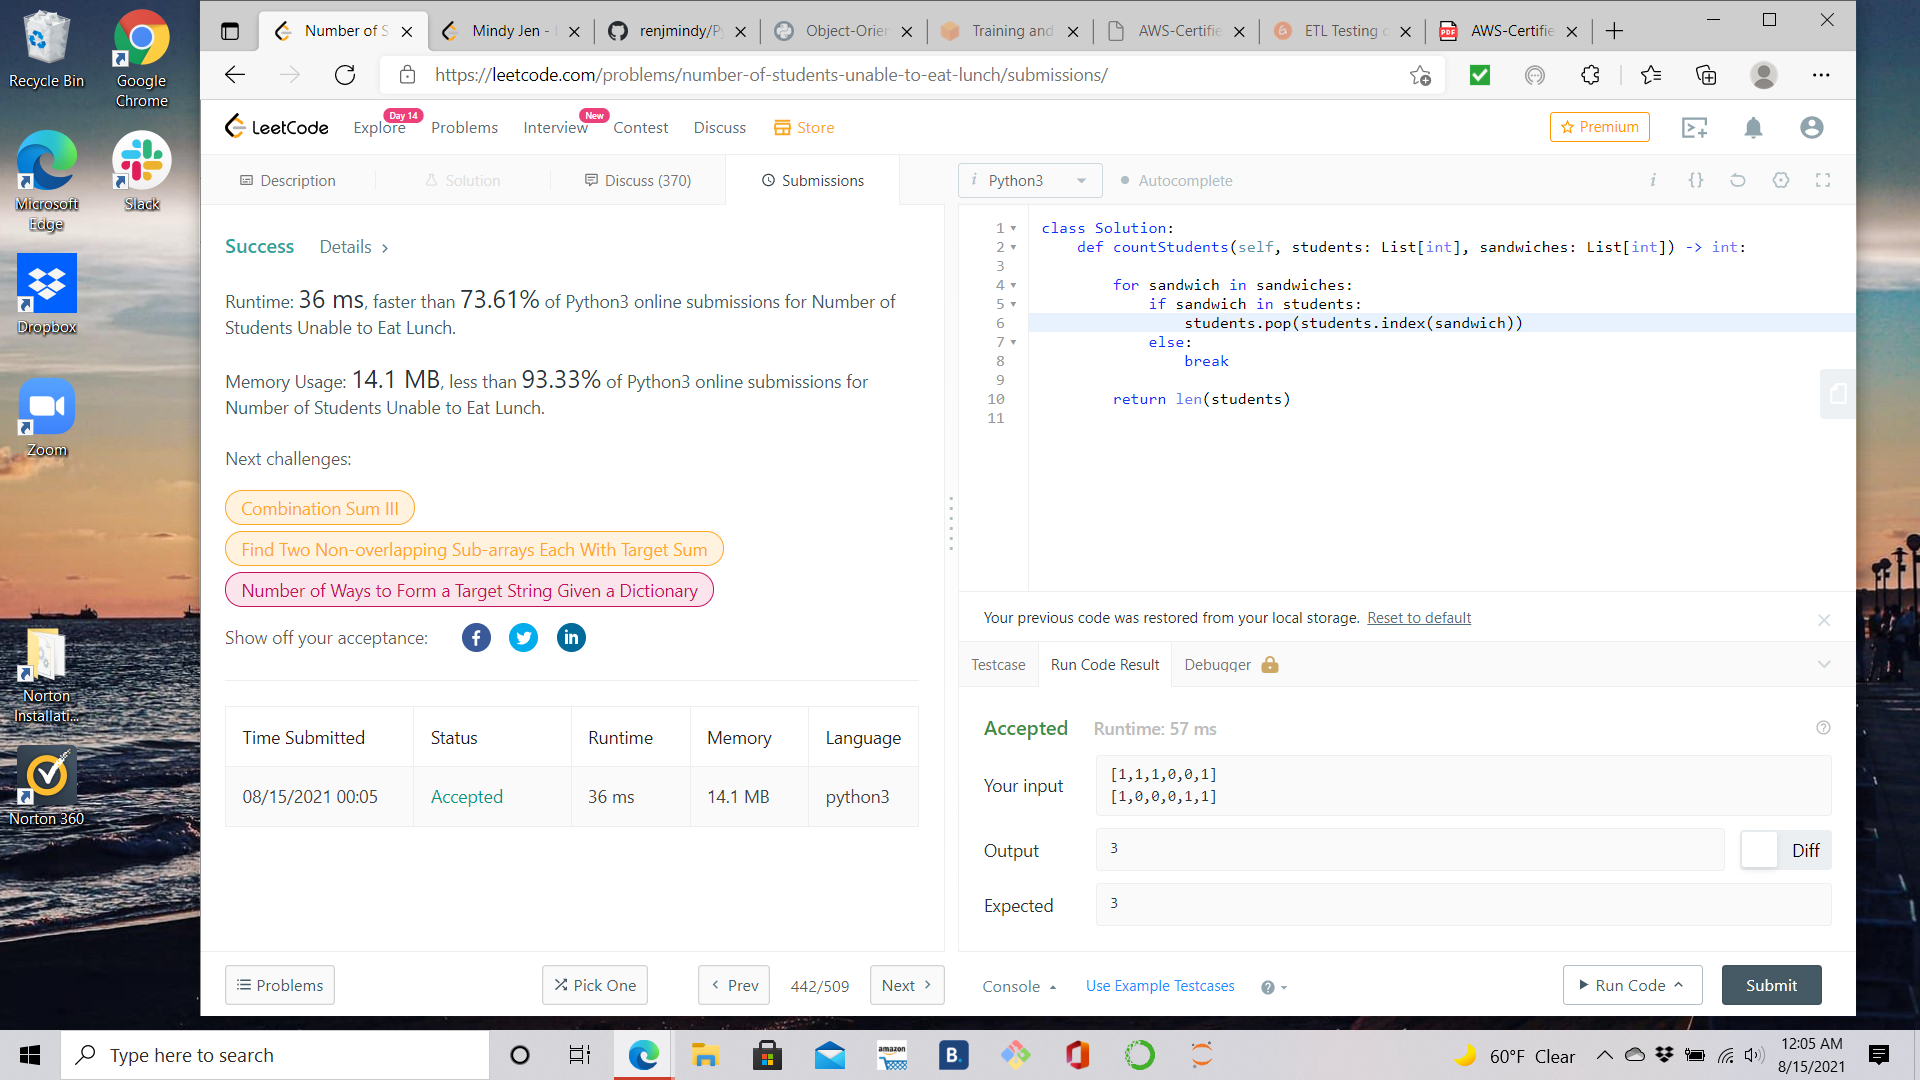 Recycle Bin
Google Chrome
Microsoft Edge
Slack
Dropbox
Zoom
Norton Installati...
Norton 360
Number of S
Mindy Jen -
renjmindy/P
Object-Orie
Training and
AWS-Certifie
ETL Testing
AWS-Certifie
https://leetcode.com/problems/number-of-students-unable-to-eat-lunch/submissions/
LeetCode
Explore
Day 14
Problems
Interview
New
Contest
Discuss
Store
Premium
Description
Solution
Discuss (370)
Submissions
Success
Details >
Runtime: 36 ms, faster than 73.61% of Python3 online submissions for Number of
Students Unable to Eat Lunch.
Memory Usage: 14.1 MB, less than 93.33% of Python3 online submissions for
Number of Students Unable to Eat Lunch.
Next challenges:
Combination Sum III
Find Two Non-overlapping Sub-arrays Each With Target Sum
Number of Ways to Form a Target String Given a Dictionary
Show off your acceptance:
Time Submitted Status Runtime Memory Language
08/15/2021 00:05 Accepted 36 ms 14.1 MB python3
Problems
Pick One
< Prev
442/509
Next >
i Python3
Autocomplete
i {}
1 class Solution:
2 def countStudents(self, students: List[int], sandwiches: List[int]) -> int:
3
4 for sandwich in sandwiches:
5 if sandwich in students:
6 students.pop(students.index(sandwich))
7 else:
8 break
9
10 return len(students)
11
Your previous code was restored from your local storage. Reset to default
Testcase
Run Code Result
Debugger
Accepted Runtime: 57 ms
Your input
[1,1,1,0,0,1]
[1,0,0,0,1,1]
Output
3
Diff
Expected
3
Console
Use Example Testcases
Run Code
Submit
Type here to search
amazon
B.
60°F Clear
12:05 AM
8/15/2021